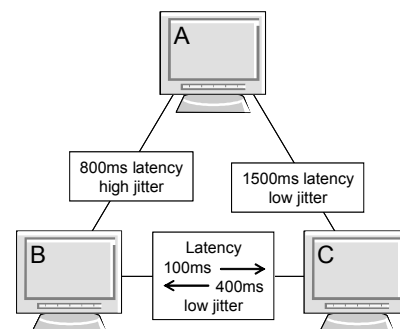 A
800ms latency
high jitter
1500ms latency
low jitter
B
Latency
100ms
400ms
low jitter
C